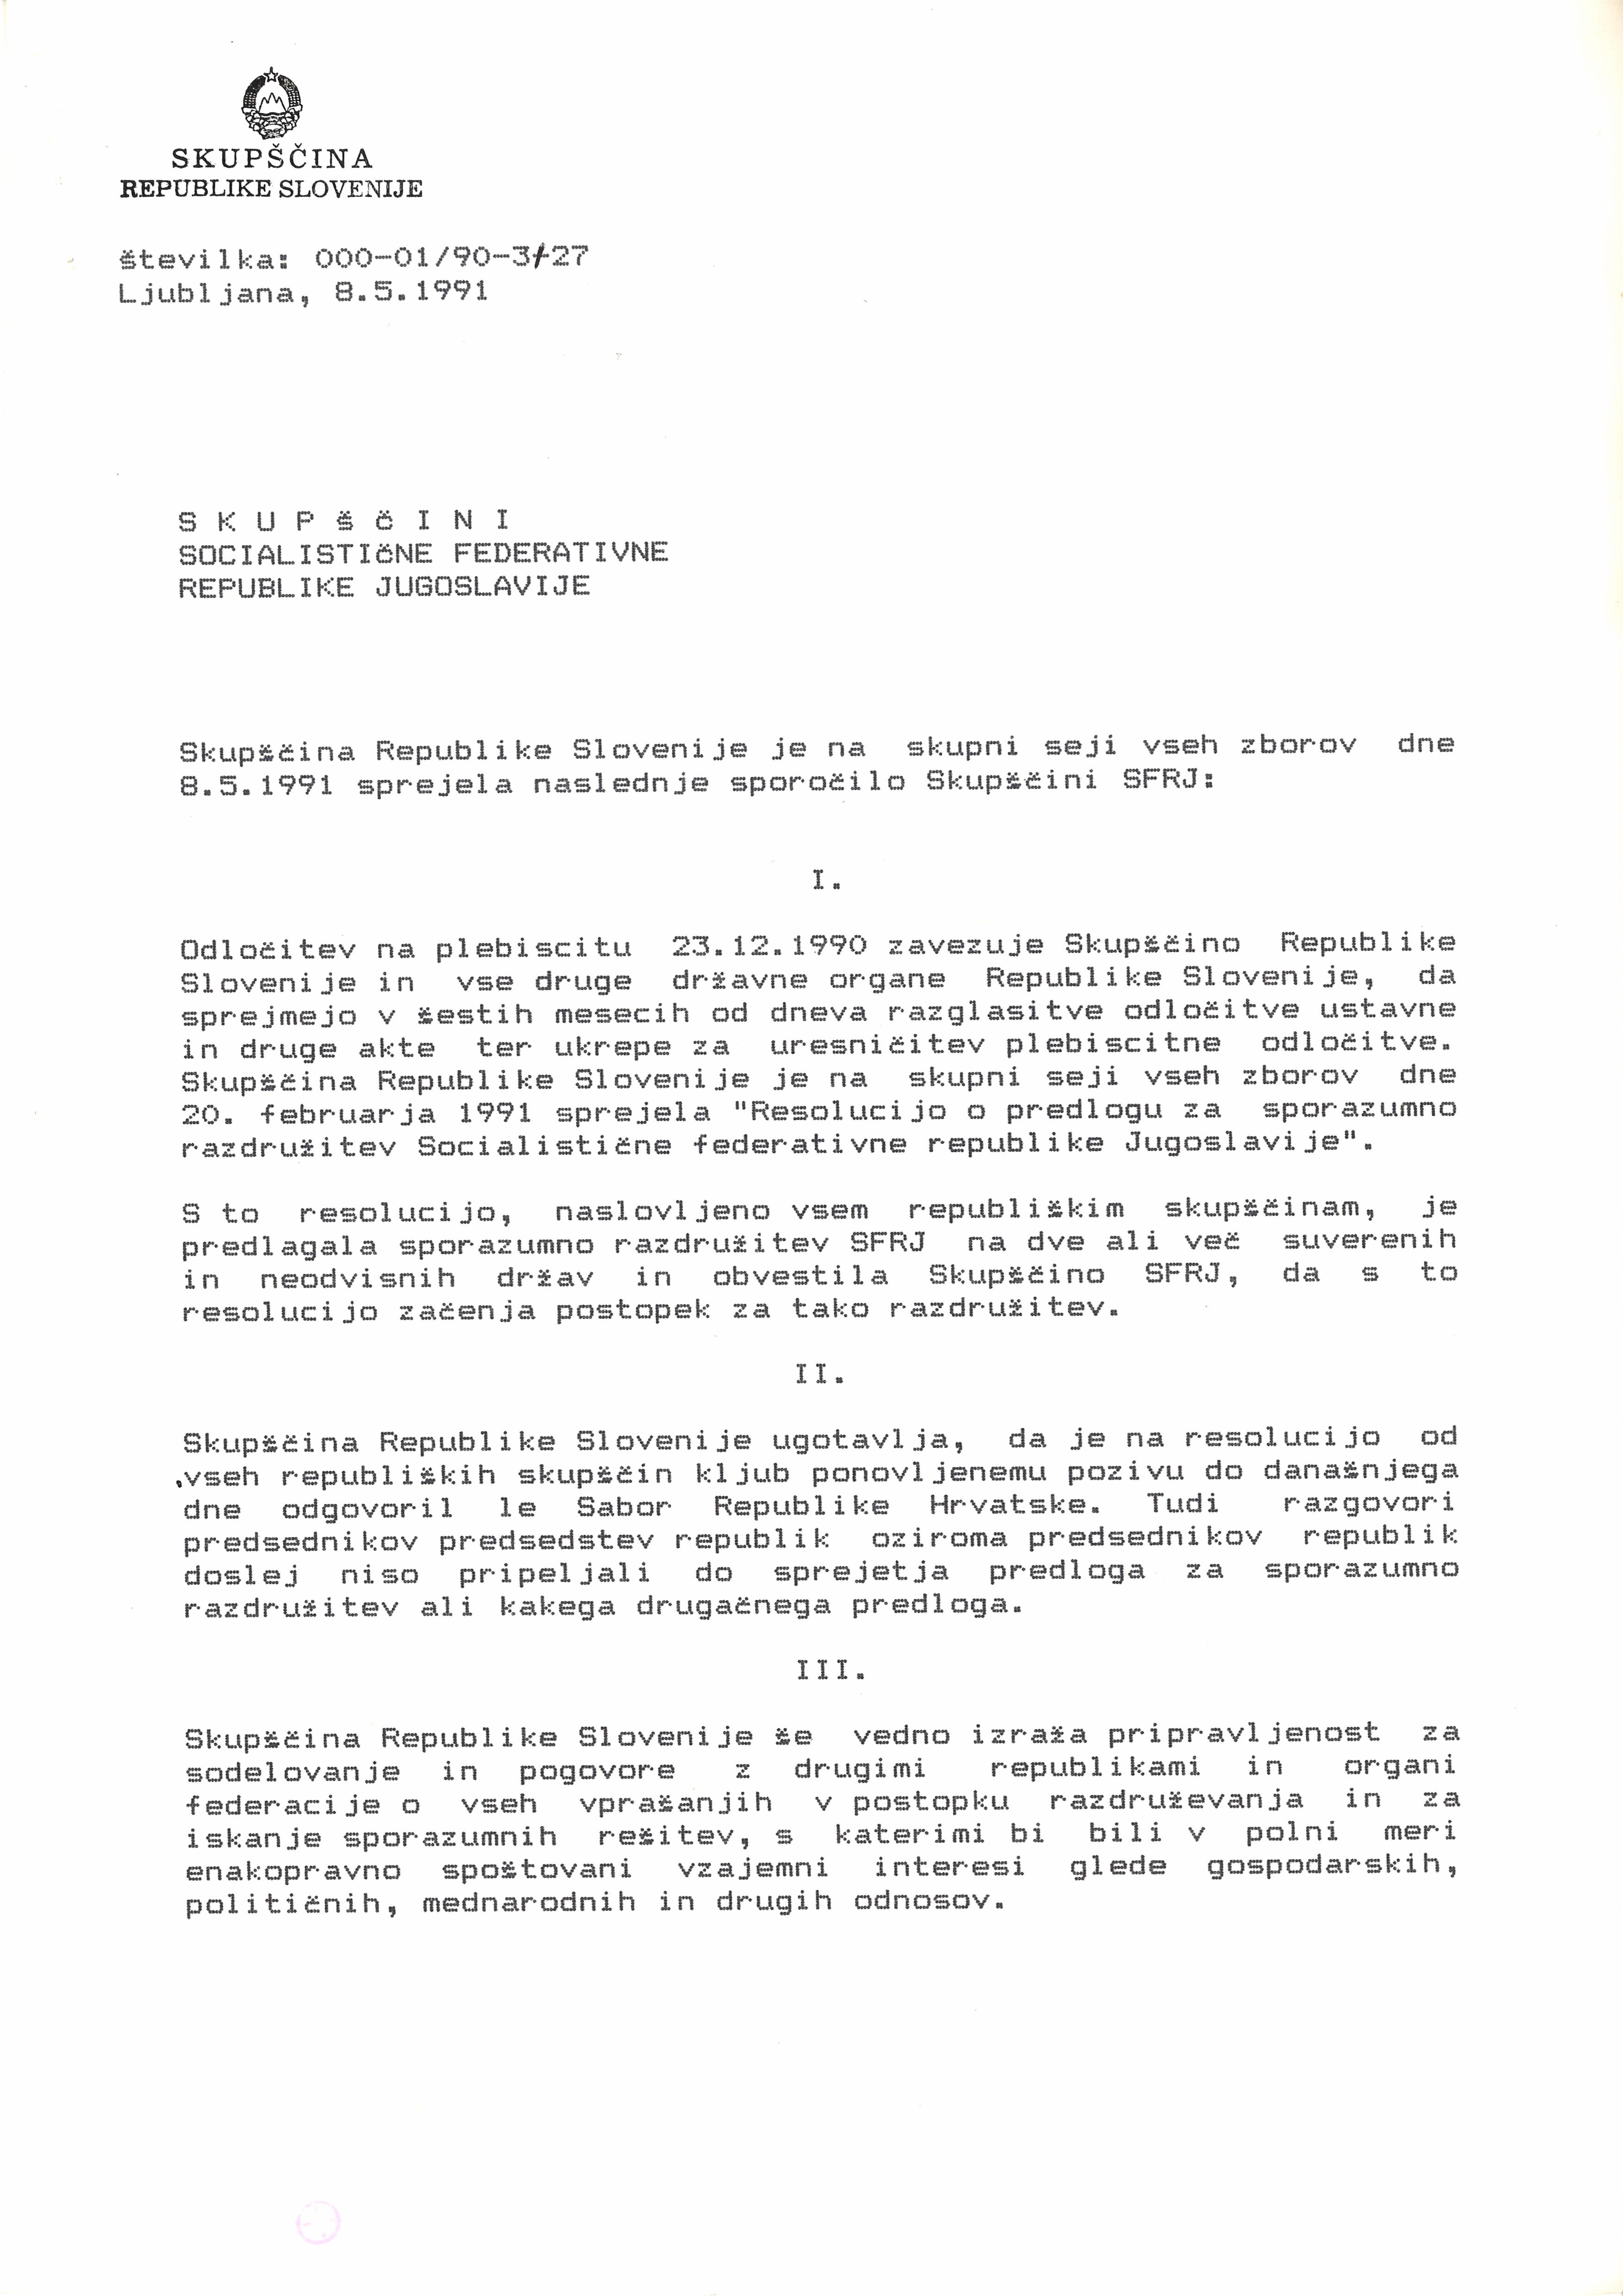 SKUPŠČINA
REPUBLIKE SLOVENIJE
številka: 000-01/90-3/27
Ljubljana, 8.5.1991
S K U P š č I N I
SOCIALISTIčNE FEDERATIVNE
REPUBLIKE JUGOSLAVIJE
Skupščina Republike Slovenije je na skupni seji vseh zborov dne
8.5.1991 sprejela naslednje sporočilo Skupščini SFRJ:
I.
Odločitev na plebiscitu 23.12.1990 zavezuje Skupščino Republike
Slovenije in vse druge državne organe Republike Slovenije, da
sprejmejo v šestih mesecih od dneva razglasitve odločitve ustavne
in druge akte ter ukrepe za uresničitev plebiscitne odločitve.
Skupščina Republike Slovenije je na skupni seji vseh zborov dne
20. februarja 1991 sprejela "Resolucijo o predlogu za sporazumno
razdružitev Socialistične federativne republike Jugoslavije".
S to resolucijo, naslovljeno vsem republiškim skupščinam, je
predlagala sporazumno razdružitev SFRJ na dve ali več suverenih
in neodvisnih držav in obvestila Skupščino SFRJ, da s to
resolucijo začenja postopek za tako razdružitev.
II.
Skupščina Republike Slovenije ugotavlja, da je na resolucijo od
vseh republiških skupščin kljub ponovljenemu pozivu do današnjega
dne odgovoril le Sabor Republike Hrvatske. Tudi razgovori
predsednikov predsedstev republik oziroma predsednikov republik
doslej niso pripeljali do sprejetja predloga za sporazumno
razdružitev ali kakega drugačnega predloga.
III.
Skupščina Republike Slovenije še vedno izraža pripravljenost za
sodelovanje in pogovore z drugimi republikami in organi
federacije o vseh vprašanjih v postopku razdruževanja in za
iskanje sporazumnih rešitev, s katerimi bi bili v polni meri
enakopravno spoštovani vzajemni interesi glede gospodarskih,
političnih, mednarodnih in drugih odnosov.